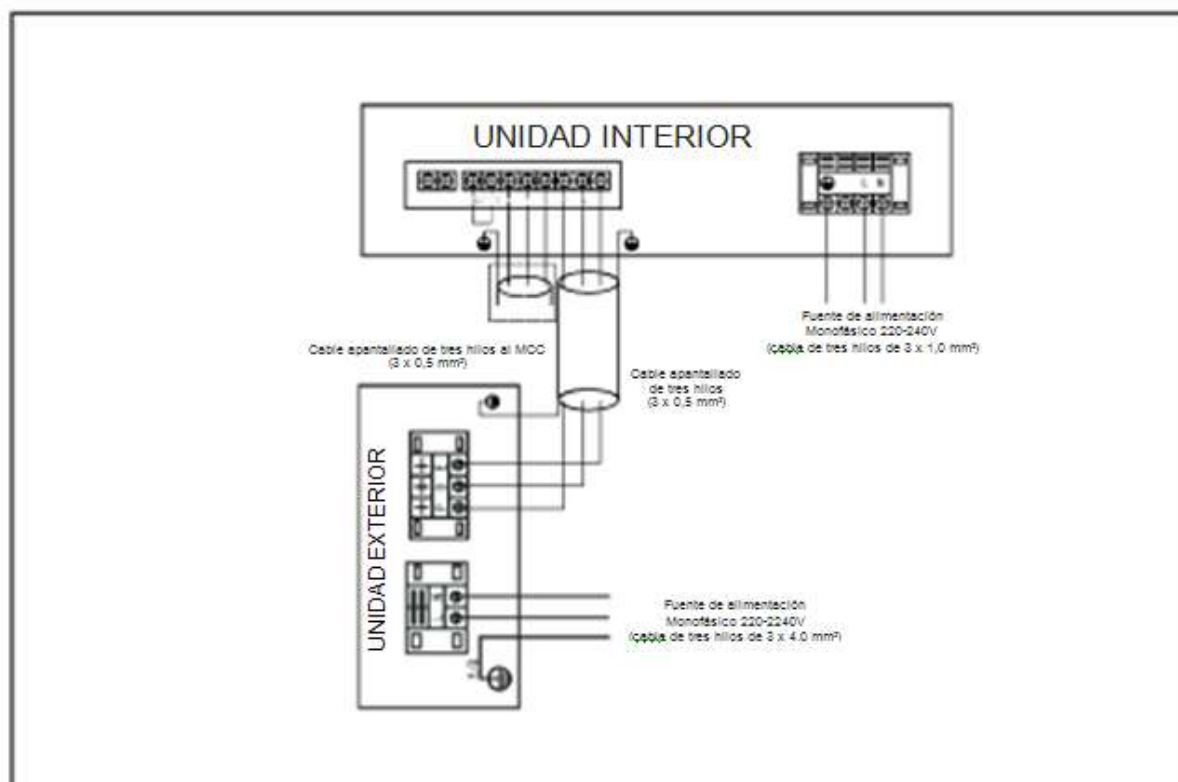 UNIDAD INTERIOR
L N
Fuente de alimentación
Monofásico 220-240V
(cabla de tres hilos de 3 x 1,0 mm²)
Cable apantallado de tres hilos al MCC
(3 x 0,5 mm²)
Cable apantallado
de tres hilos
(3 x 0,5 mm²)
UNIDAD EXTERIOR
Fuente de alimentación
Monofásico 220-2240V
(cabla de tres hilos de 3 x 4.0 mm²)